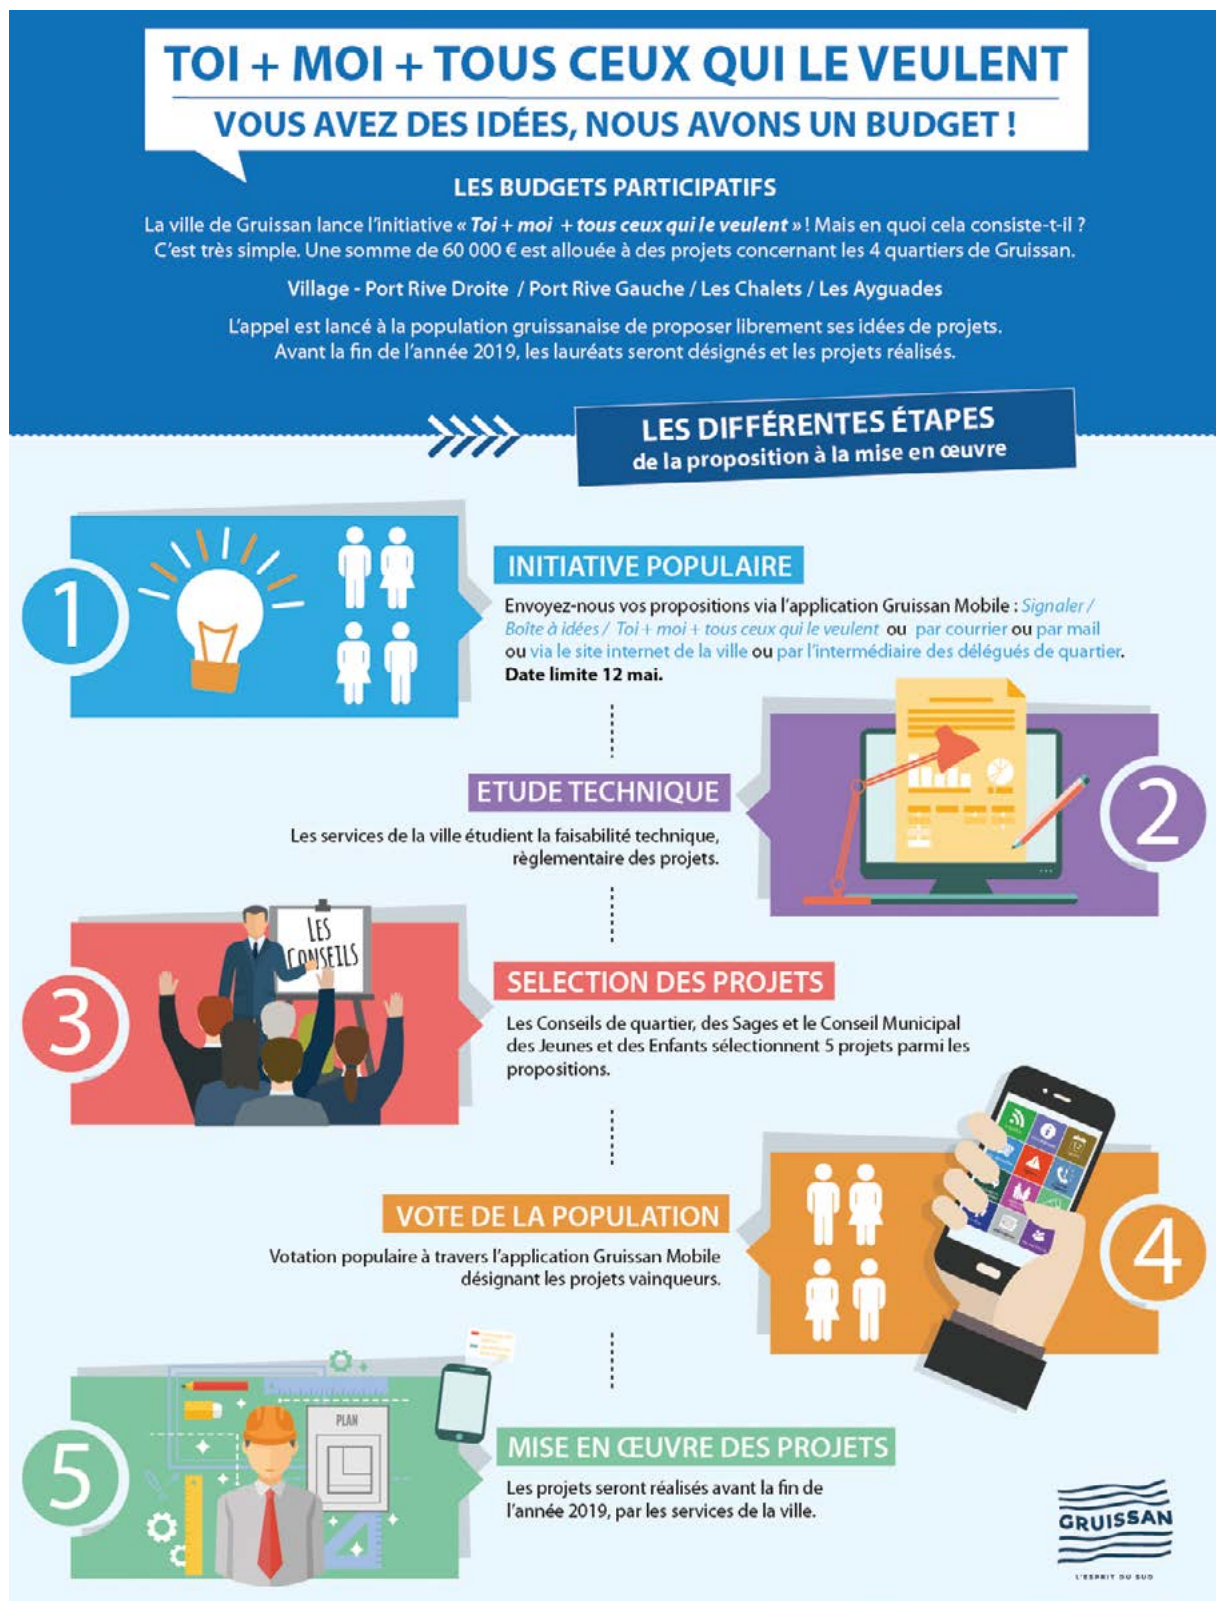 TOI + MOI + TOUS CEUX QUI LE VEULENT
VOUS AVEZ DES IDÉES, NOUS AVONS UN BUDGET !
LES BUDGETS PARTICIPATIFS
La ville de Gruissan lance l'initiative « Toi + moi + tous ceux qui le veulent » ! Mais en quoi cela consiste-t-il ?
C'est très simple. Une somme de 60 000 € est allouée à des projets concernant les 4 quartiers de Gruissan.
Village - Port Rive Droite / Port Rive Gauche / Les Chalets / Les Ayguades
L'appel est lancé à la population gruissanaise de proposer librement ses idées de projets.
Avant la fin de l'année 2019, les lauréats seront désignés et les projets réalisés.
LES DIFFÉRENTES ÉTAPES
de la proposition à la mise en œuvre
1
INITIATIVE POPULAIRE
Envoyez-nous vos propositions via l'application Gruissan Mobile : Signaler /
Boîte à idées / Toi + moi + tous ceux qui le veulent ou par courrier ou par mail
ou via le site internet de la ville ou par l'intermédiaire des délégués de quartier.
Date limite 12 mai.
2
ETUDE TECHNIQUE
Les services de la ville étudient la faisabilité technique,
règlementaire des projets.
3
LES
CONSEILS
SELECTION DES PROJETS
Les Conseils de quartier, des Sages et le Conseil Municipal
des Jeunes et des Enfants sélectionnent 5 projets parmi les
propositions.
4
VOTE DE LA POPULATION
Votation populaire à travers l'application Gruissan Mobile
désignant les projets vainqueurs.
5
PLAN
MISE EN ŒUVRE DES PROJETS
Les projets seront réalisés avant la fin de
l'année 2019, par les services de la ville.
GRUISSAN
L'ESPRIT DU SUD